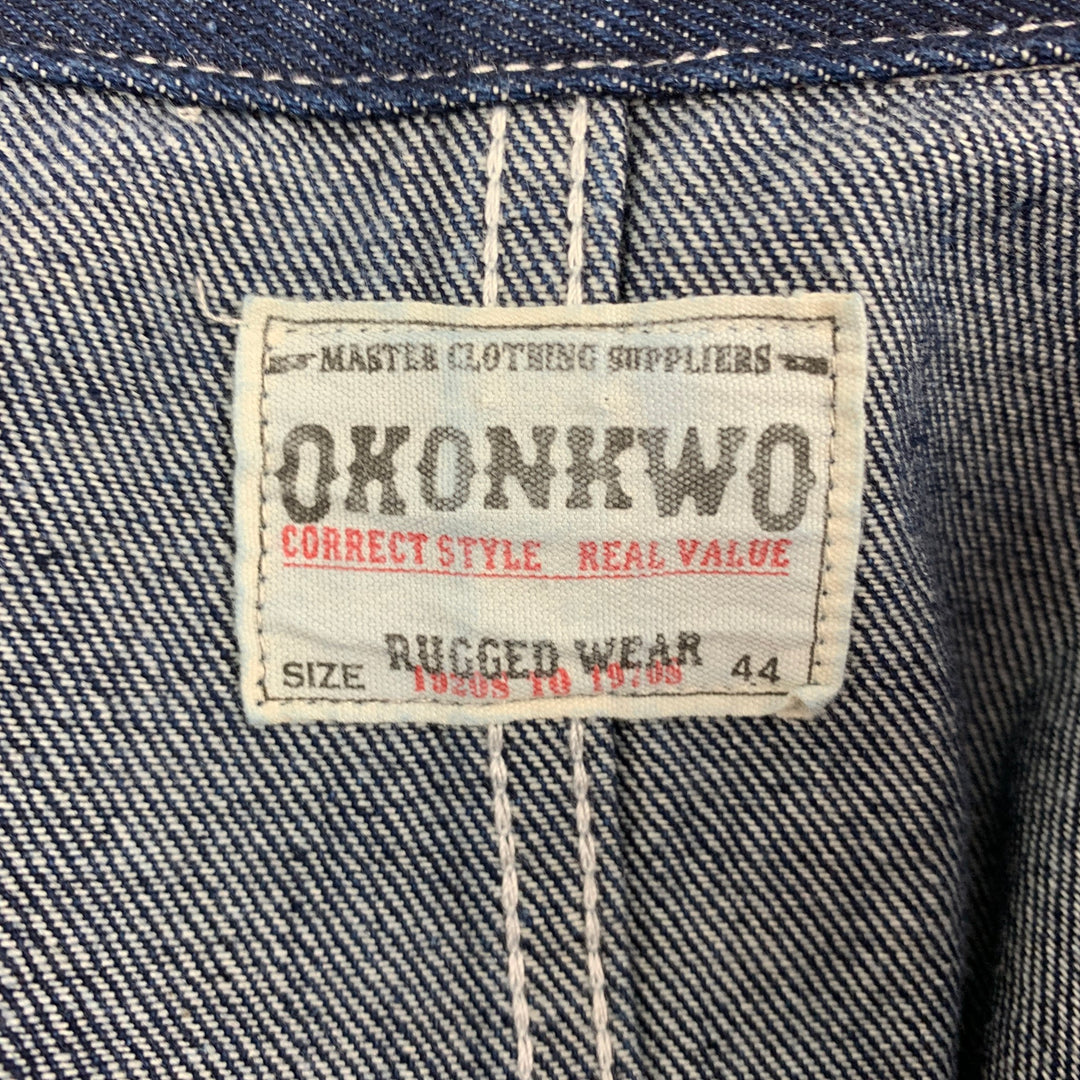 MASTER CLOTHING SUPPLIERS
OKONKWO
CORRECT STYLE REAL VALUE
RUGGED WEAR
SIZE 44
1920S TO 1970S